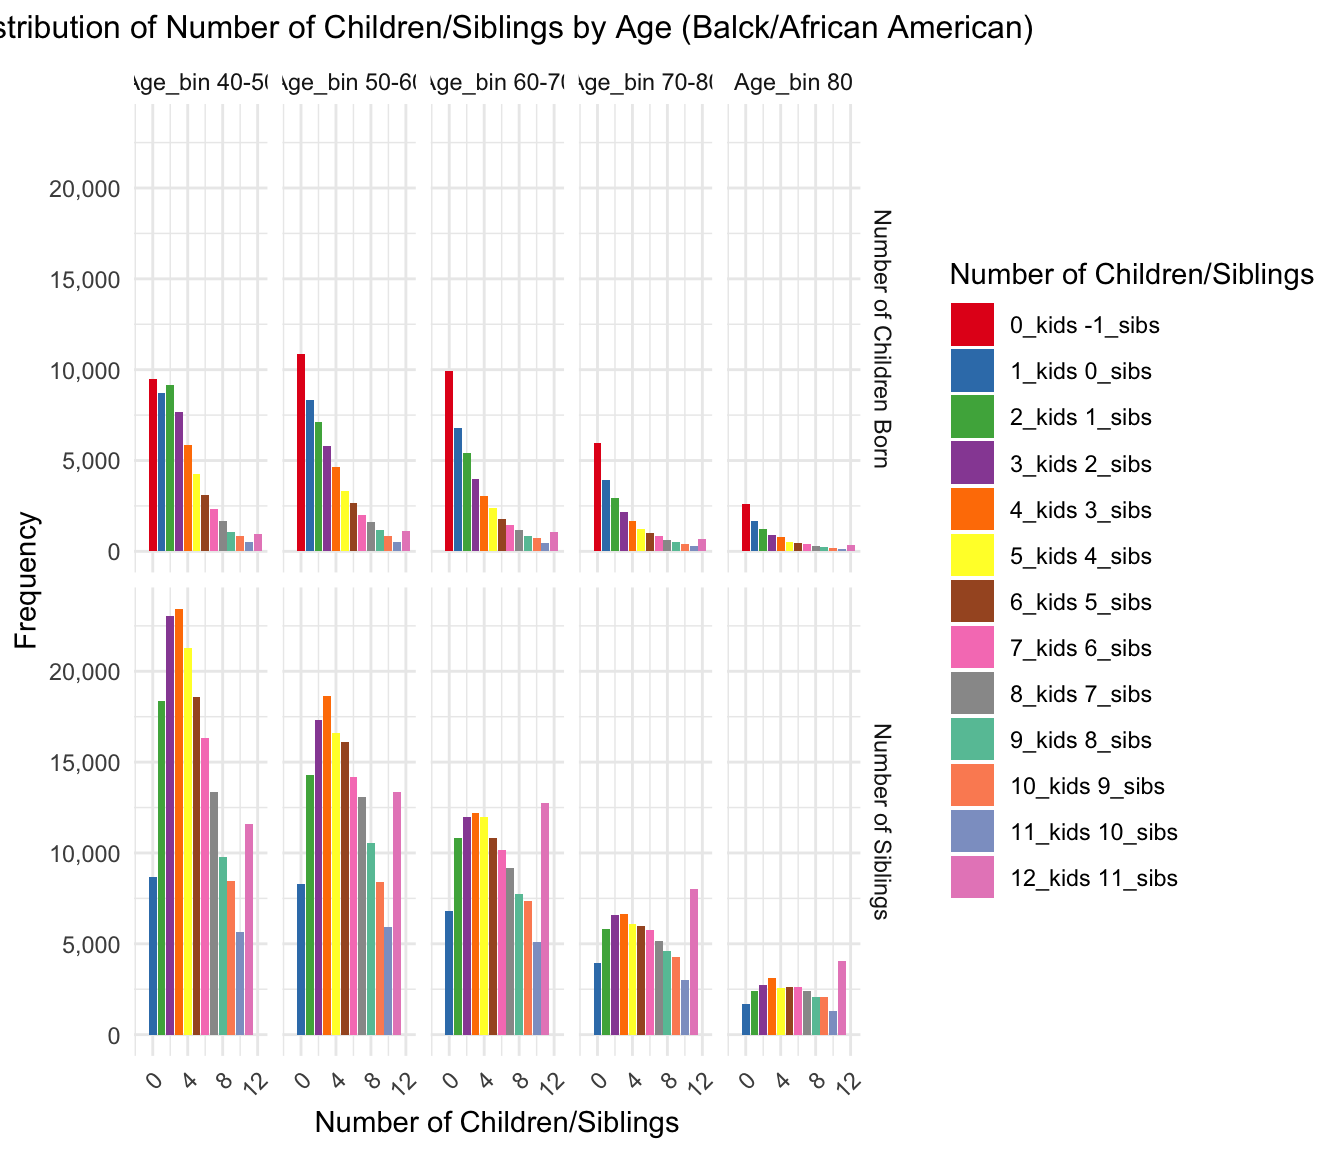 stribution of Number of Children/Siblings by Age (Balck/African American)
Age_bin 40-50
Age_bin 50-60
Age_bin 60-70
Age_bin 70-80
Age_bin 80
20,000
15,000
10,000
5,000
0
Number of Children Born
20,000
15,000
10,000
5,000
0
Number of Siblings
Frequency
0 4 8 12
0 4 8 12
0 4 8 12
0 4 8 12
0 4 8 12
Number of Children/Siblings
Number of Children/Siblings
0_kids -1_sibs
1_kids 0_sibs
2_kids 1_sibs
3_kids 2_sibs
4_kids 3_sibs
5_kids 4_sibs
6_kids 5_sibs
7_kids 6_sibs
8_kids 7_sibs
9_kids 8_sibs
10_kids 9_sibs
11_kids 10_sibs
12_kids 11_sibs